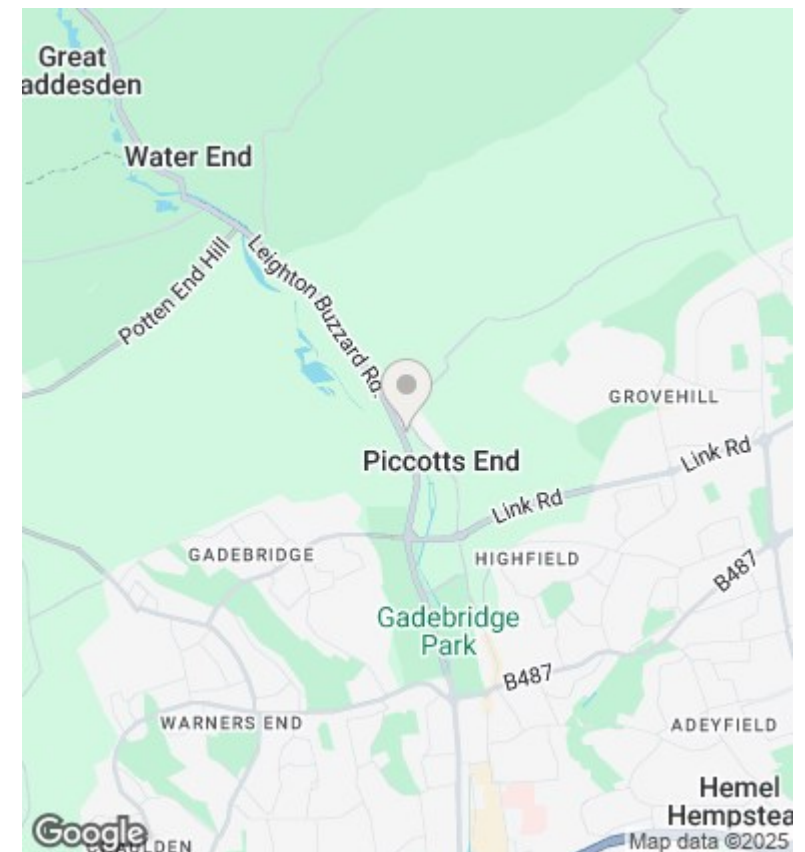 Great
addesden
Water End
Leighton Buzzard Rd.
Potten End Hill
GROVEHILL
Piccotts End
Link Rd
Link Rd
GADEBRIDGE
HIGHFIELD
B487
Gadebridge
Park
B487
WARNERS END
ADEYFIELD
Hemel
Hempstea
Google
AULDEN
Map data ©2025